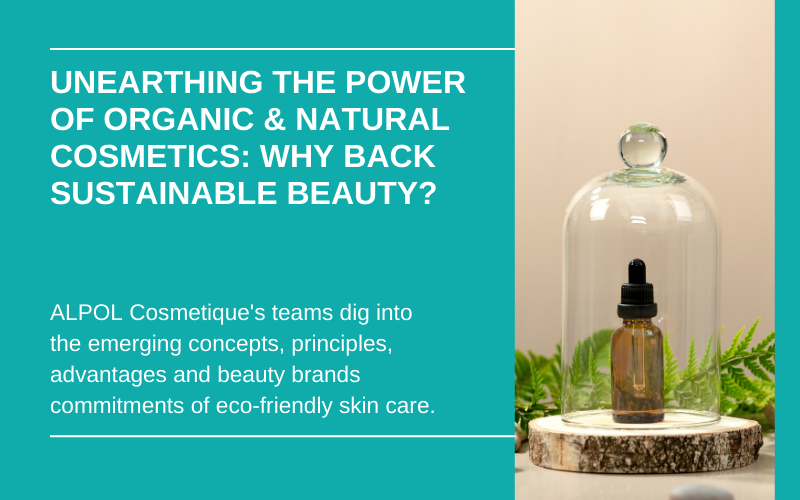 UNEARTHING THE POWER
OF ORGANIC & NATURAL
COSMETICS: WHY BACK
SUSTAINABLE BEAUTY?
ALPOL Cosmetique's teams dig into
the emerging concepts, principles,
advantages and beauty brands
commitments of eco-friendly skin care.